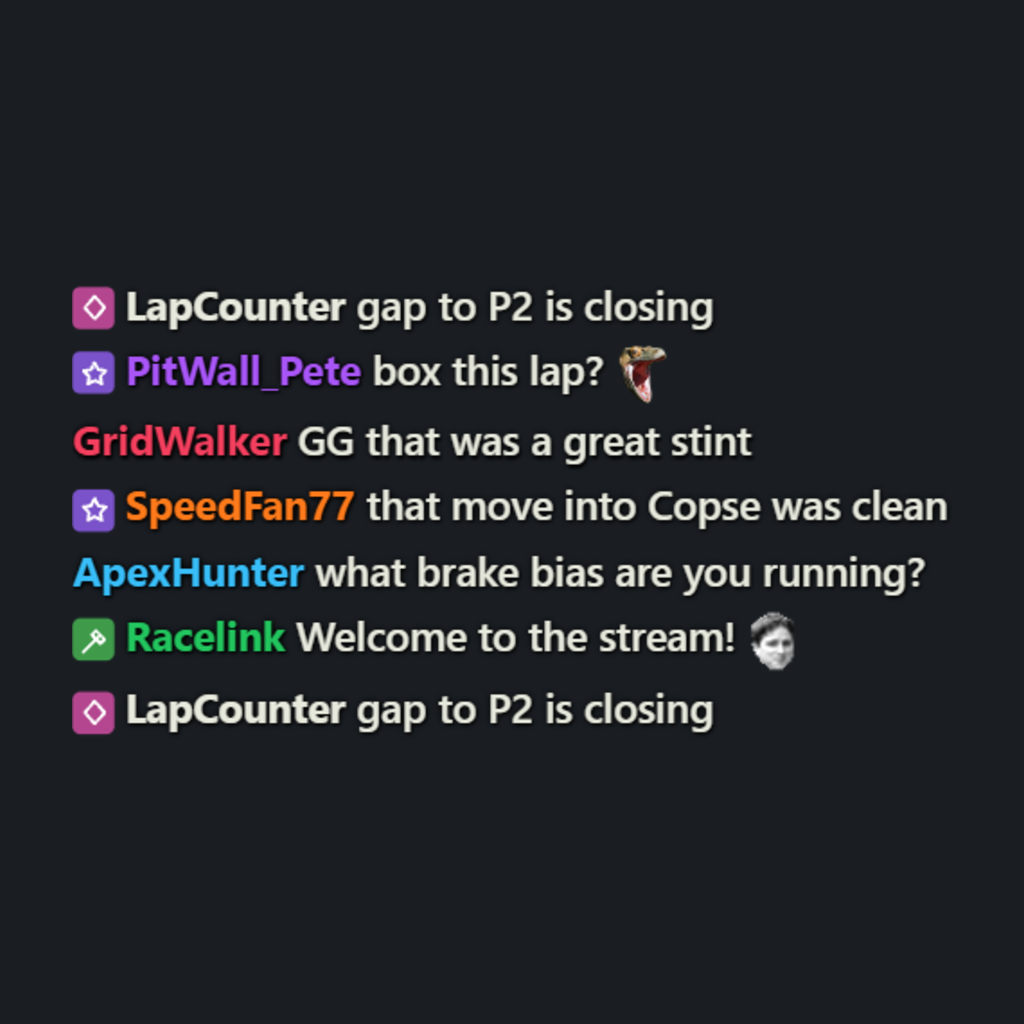 LapCounter gap to P2 is closing
PitWall_Pete box this lap?
GridWalker GG that was a great stint
SpeedFan77 that move into Copse was clean
ApexHunter what brake bias are you running?
Racelink Welcome to the stream!
LapCounter gap to P2 is closing